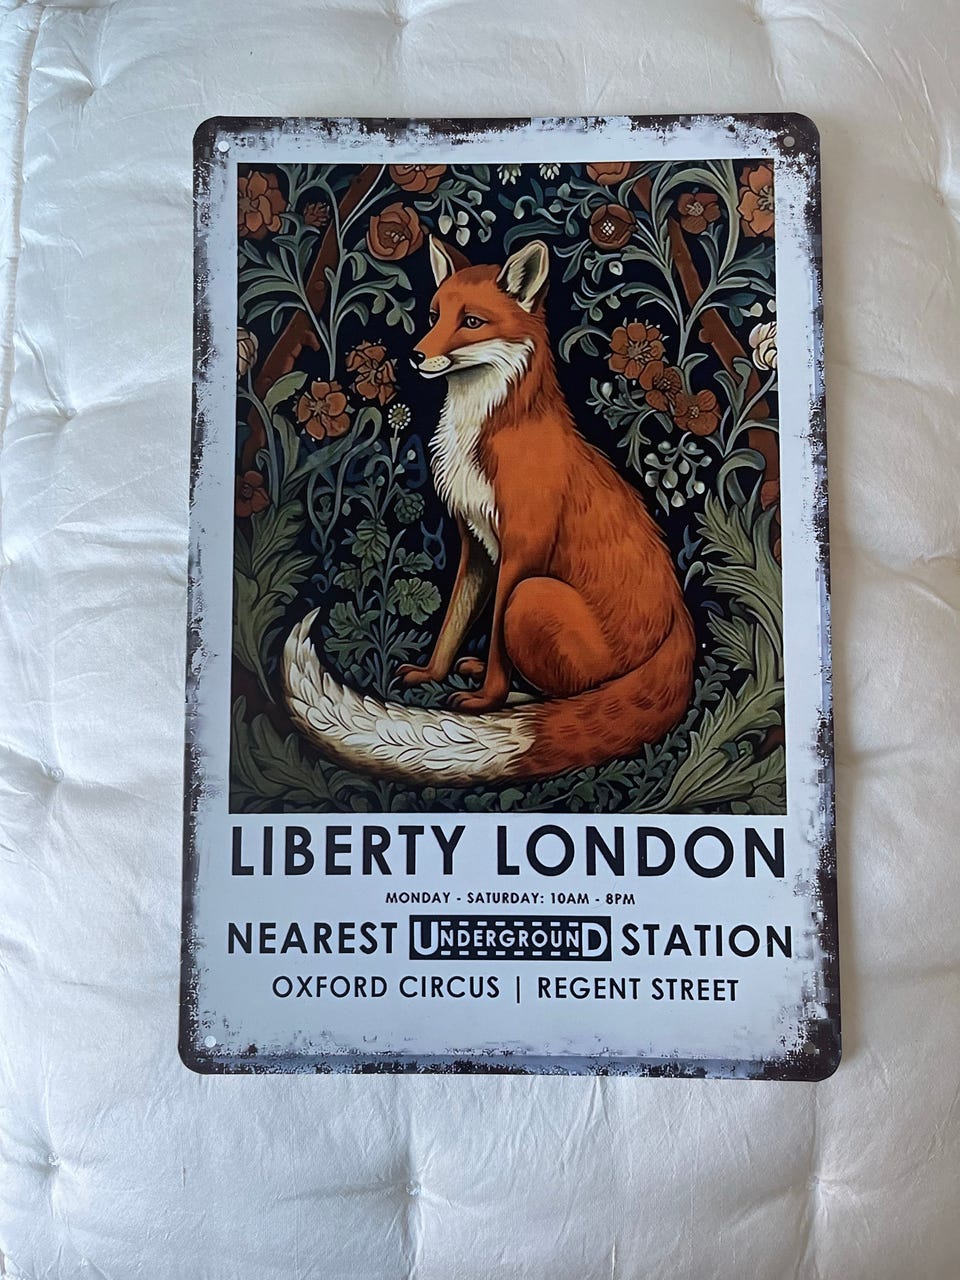 LIBERTY LONDON
MONDAY - SATURDAY: 10AM - 8PM
NEAREST UNDERGROUND STATION
OXFORD CIRCUS | REGENT STREET